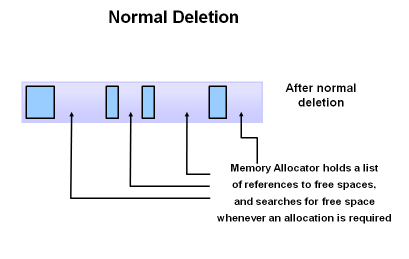 Normal Deletion
After normal
deletion
Memory Allocator holds a list
of references to free spaces,
and searches for free space
whenever an allocation is required